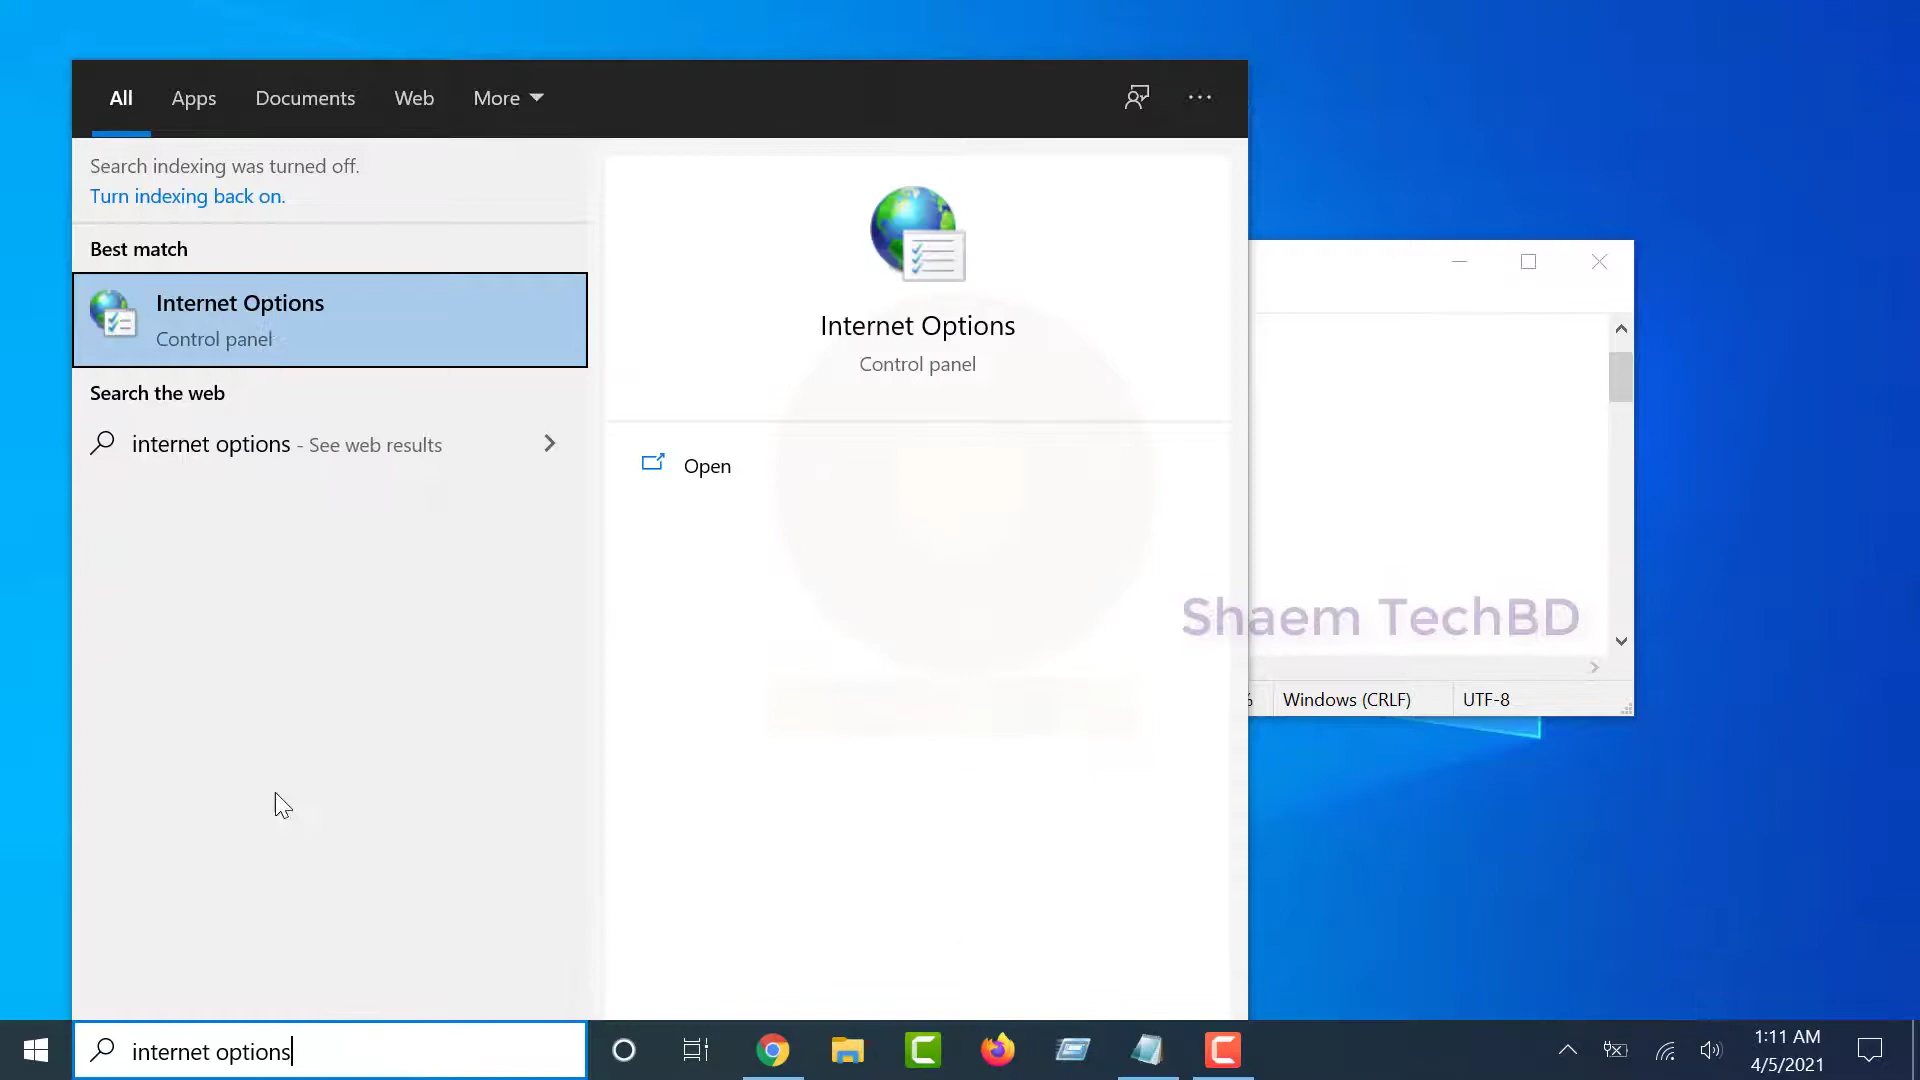 All Apps Documents Web More
Search indexing was turned off.
Turn indexing back on.
Best match
Internet Options
Control panel
Search the web
internet options - See web results
Internet Options
Control panel
Open
Shaem TechBD
% Windows (CRLF) UTF-8
internet options
1:11 AM
4/5/2021